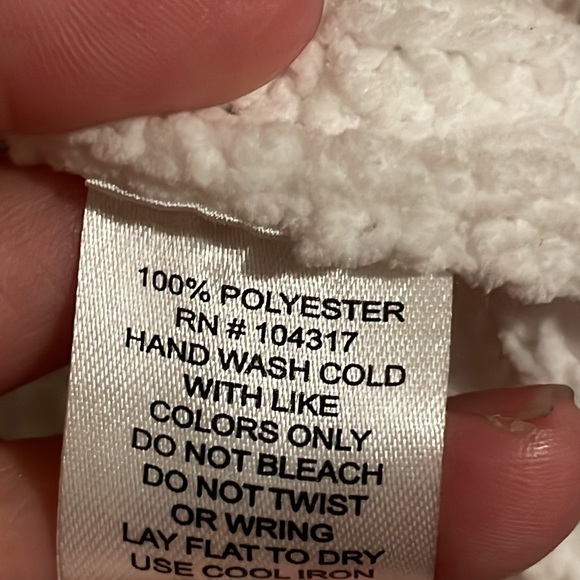 100% POLYESTER
RN # 104317
HAND WASH COLD
WITH LIKE
COLORS ONLY
DO NOT BLEACH
DO NOT TWIST
OR WRING
LAY FLAT TO DRY
USE COOL IRON